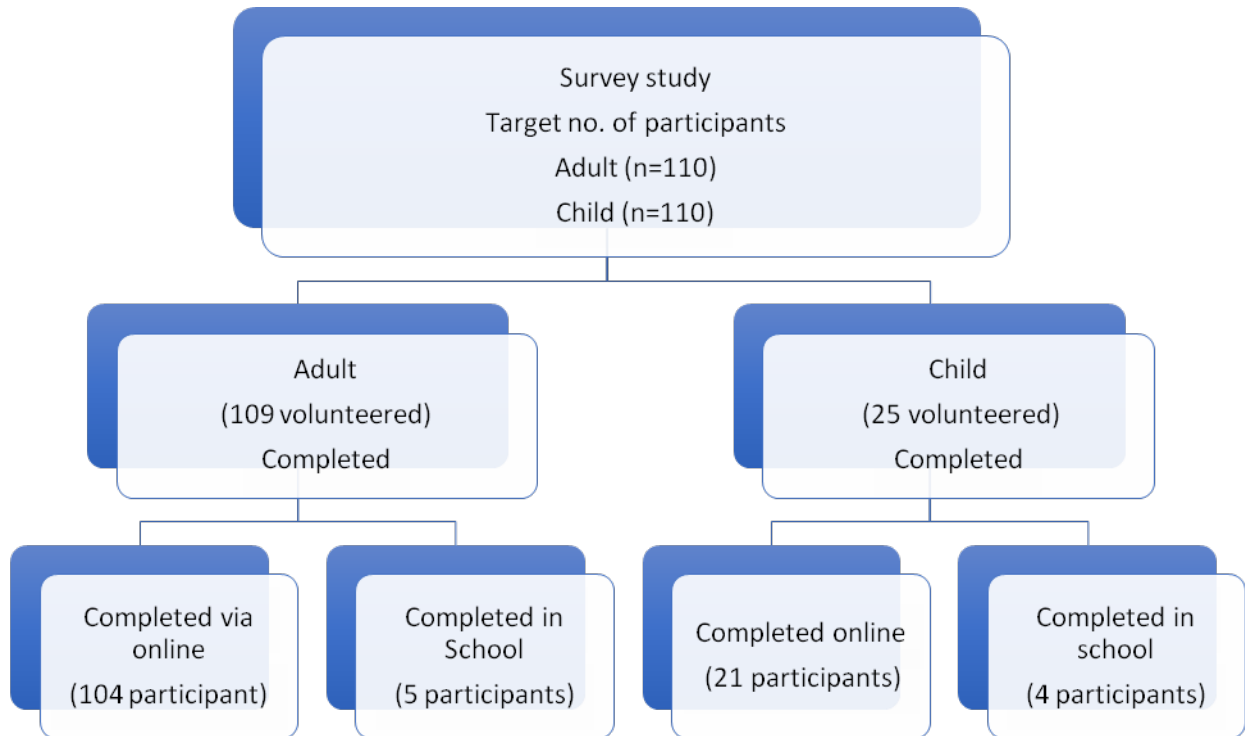 Survey study
Target no. of participants
Adult (n=110)
Child (n=110)
Adult
(109 volunteered)
Completed
Child
(25 volunteered)
Completed
Completed via
online
(104 participant)
Completed in
School
(5 participants)
Completed online
(21 participants)
Completed in
school
(4 participants)